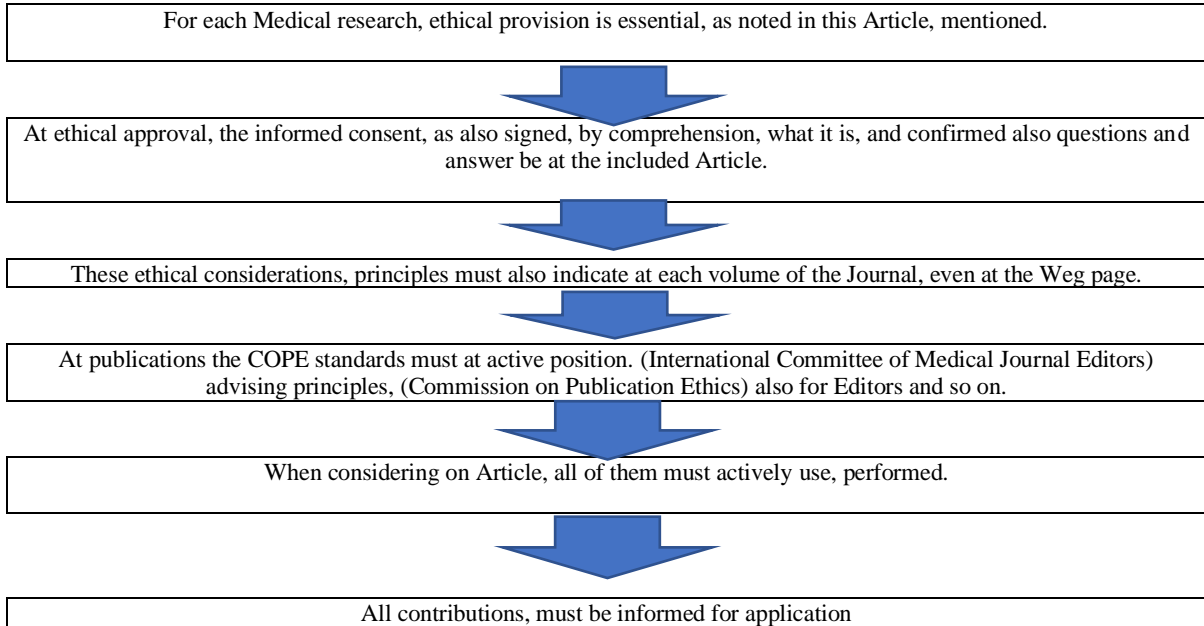 For each Medical research, ethical provision is essential, as noted in this Article, mentioned.
At ethical approval, the informed consent, as also signed, by comprehension, what it is, and confirmed also questions and
answer be at the included Article.
These ethical considerations, principles must also indicate at each volume of the Journal, even at the Weg page.
At publications the COPE standards must at active position. (International Committee of Medical Journal Editors)
advising principles, (Commission on Publication Ethics) also for Editors and so on.
When considering on Article, all of them must actively use, performed.
All contributions, must be informed for application